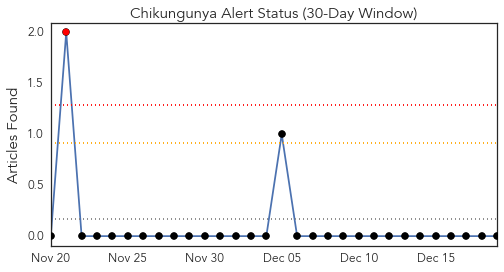 Chikungunya Alert Status (30-Day Window)
Articles Found
2.0
1.5
1.0
0.5
0.0
Nov 20 Nov 25 Nov 30 Dec 05 Dec 10 Dec 15